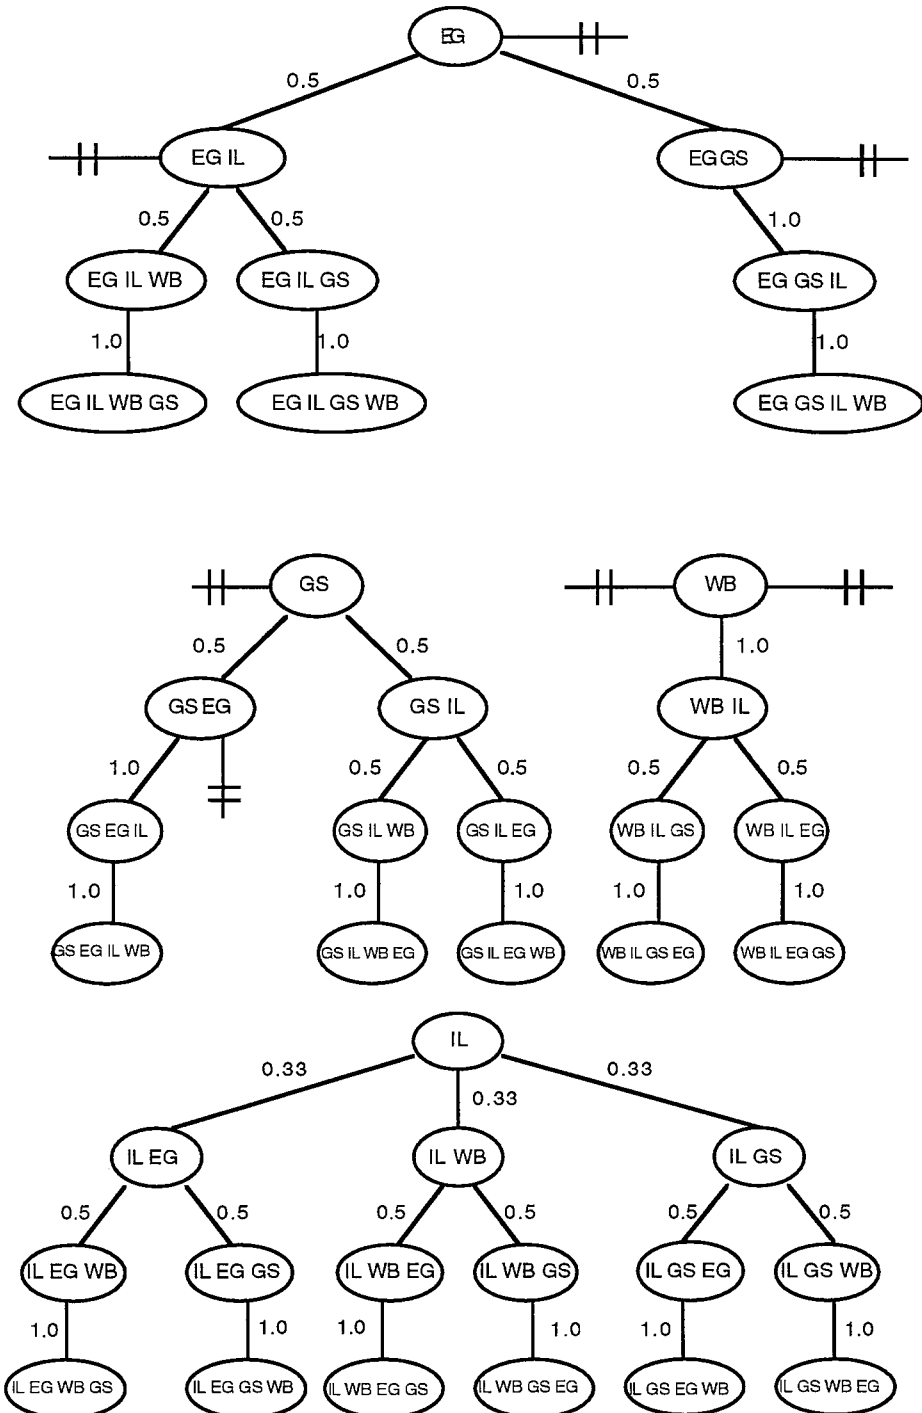 EG
0.5 0.5
EG IL EG GS
0.5 0.5 1.0
EG IL WB EG IL GS EG GS IL
1.0 1.0 1.0
EG IL WB GS EG IL GS WB EG GS IL WB
GS WB
0.5 0.5 1.0
GS EG GS IL WB IL
1.0 0.5 0.5 0.5 0.5
GS EG IL GS IL WB GS IL EG WB IL GS WB IL EG
1.0 1.0 1.0 1.0 1.0
GS EG IL WB GS IL WB EG GS IL EG WB WB IL GS EG WB IL EG GS
IL
0.33 0.33 0.33
IL EG IL WB IL GS
0.5 0.5 0.5 0.5 0.5 0.5
IL EG WB IL EG GS IL WB EG IL WB GS IL GS EG IL GS WB
1.0 1.0 1.0 1.0 1.0 1.0
IL EG WB GS IL EG GS WB IL WB EG GS IL WB GS EG IL GS EG WB IL GS WB EG